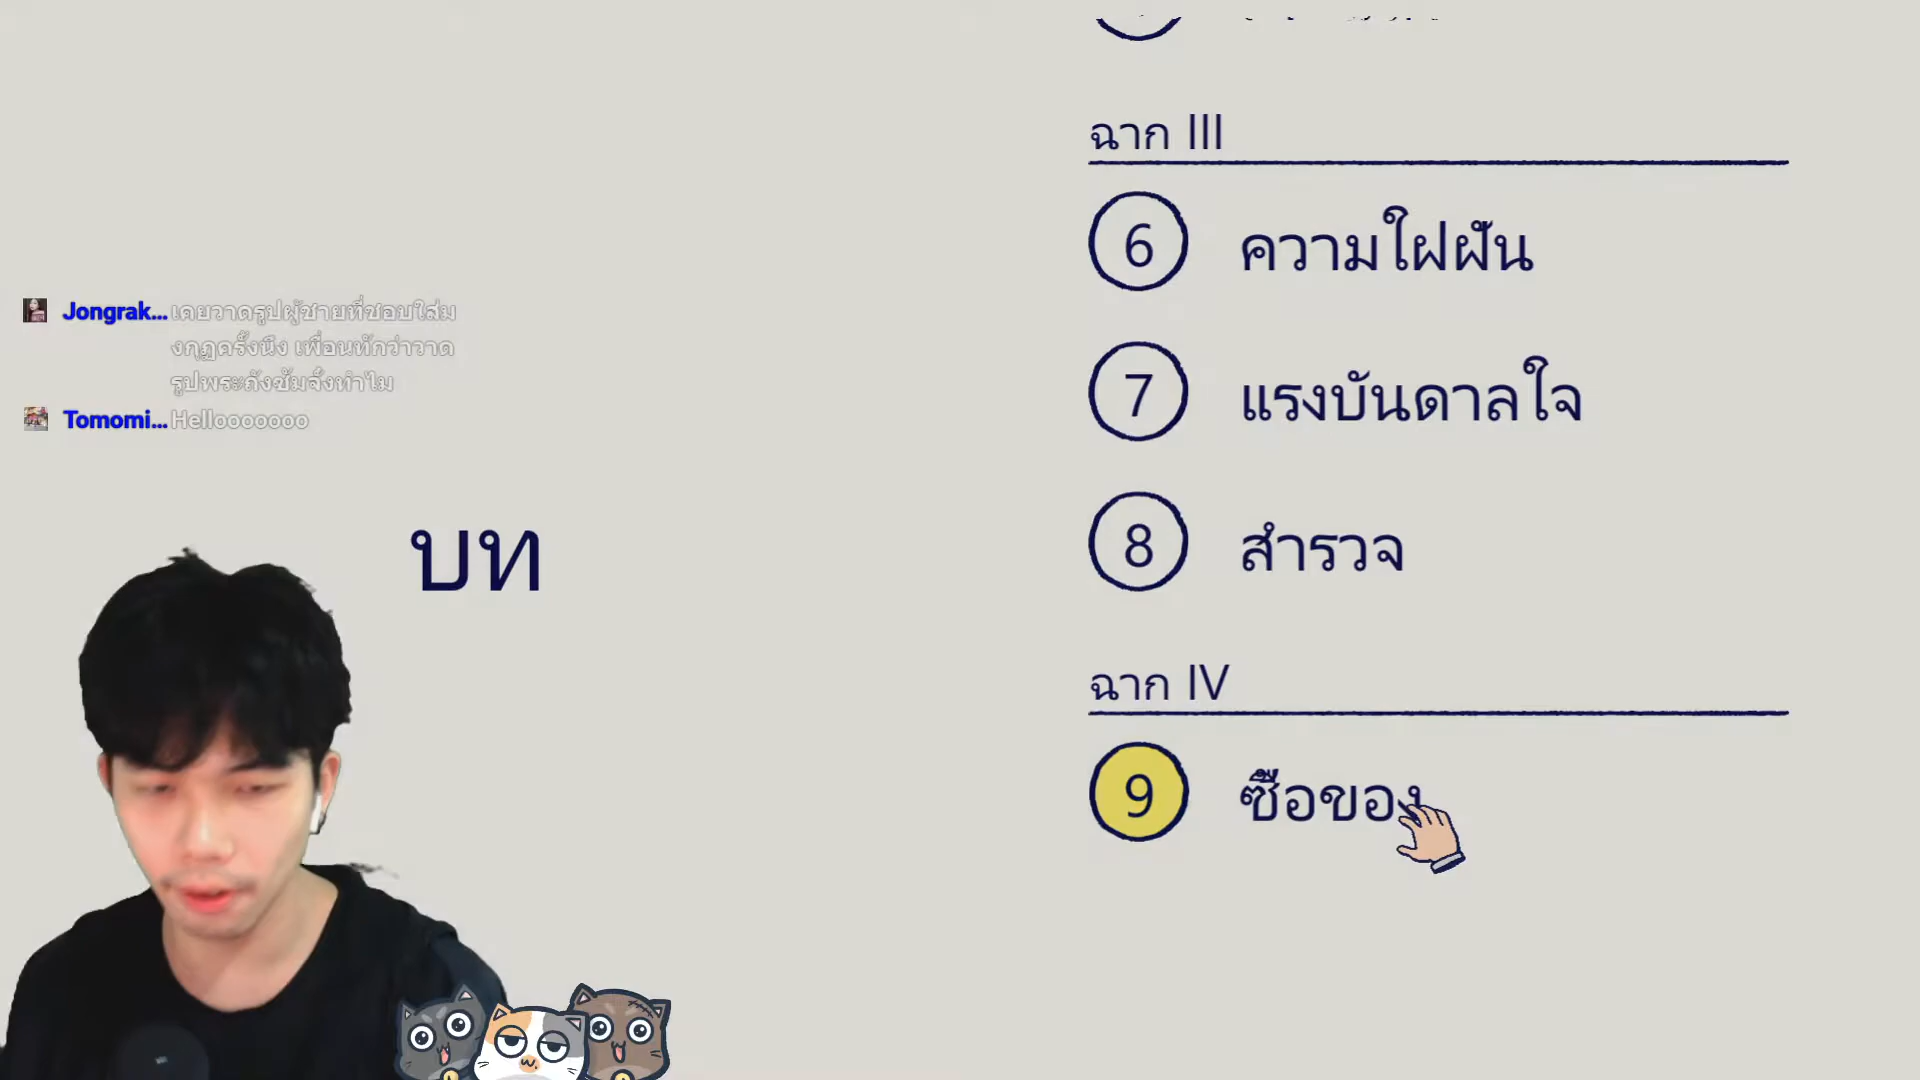 ฉาก III
6 ความใฝ่ฝัน
7 แรงบันดาลใจ
8 สำรวจ
ฉาก IV
9 ซื้อของ
บท
Jongrak... เคยวาดรูปผู้ชายที่ชอบใส่ม
งกุฏครั้งนึง เพื่อนทักว่าวาด
รูปพระถังซัมจั๋งทำไม
Tomomi... Hellooooooo